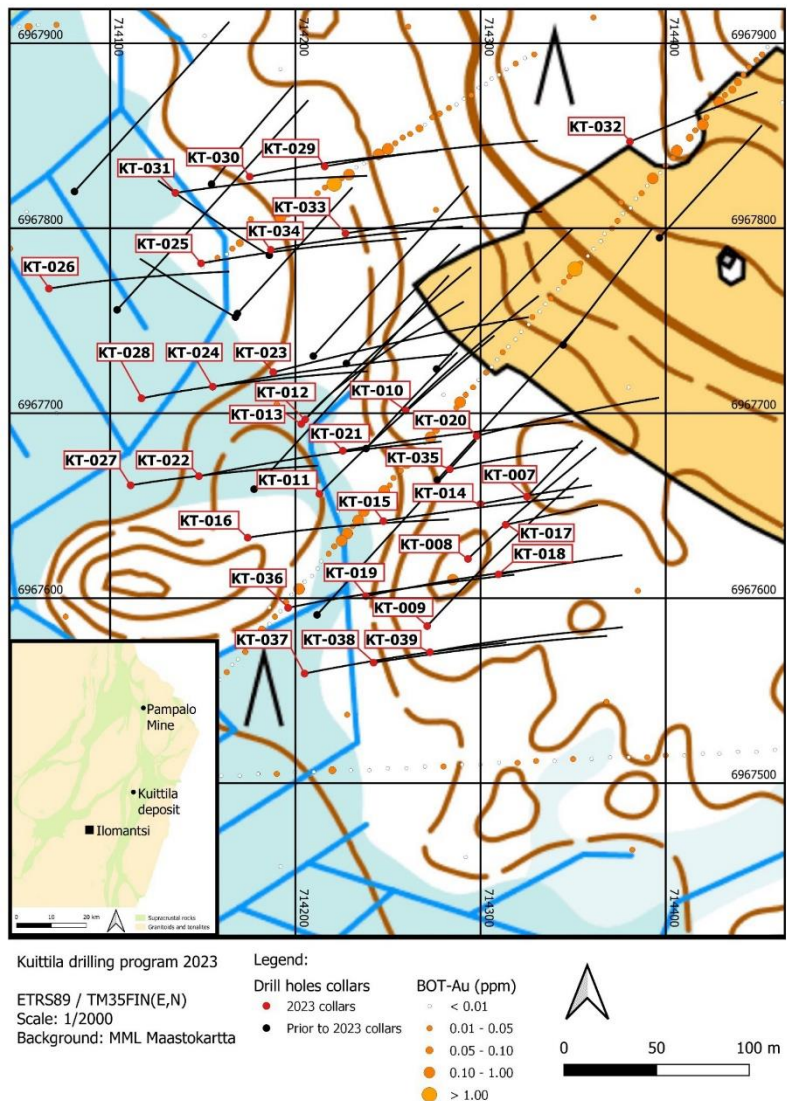 714100
714200
714300
714400
6967900
6967900
KT-032
KT-029
KT-030
KT-031
KT-033
6967800
6967800
KT-034
KT-025
KT-026
KT-028
KT-024
KT-023
KT-012
KT-010
6967700
KT-013
6967700
KT-020
KT-021
KT-035
KT-027
KT-022
KT-007
KT-011
KT-014
KT-015
KT-016
KT-017
KT-008
KT-018
KT-019
6967600
KT-036
KT-009
6967600
KT-037
KT-038
KT-039
Pampalo
Mine
Kuittila
deposit
Ilomantsi
6967500
6967500
714200
714300
714400
0 10 20 km
Supracrustal rocks
Granitoids and tonalites
Kuittila drilling program 2023
ETRS89 / TM35FIN(E,N)
Scale: 1/2000
Background: MML Maastokartta
Legend:
Drill holes collars
2023 collars
Prior to 2023 collars
BOT-Au (ppm)
< 0.01
0.01 - 0.05
0.05 - 0.10
0.10 - 1.00
> 1.00
0 50 100 m